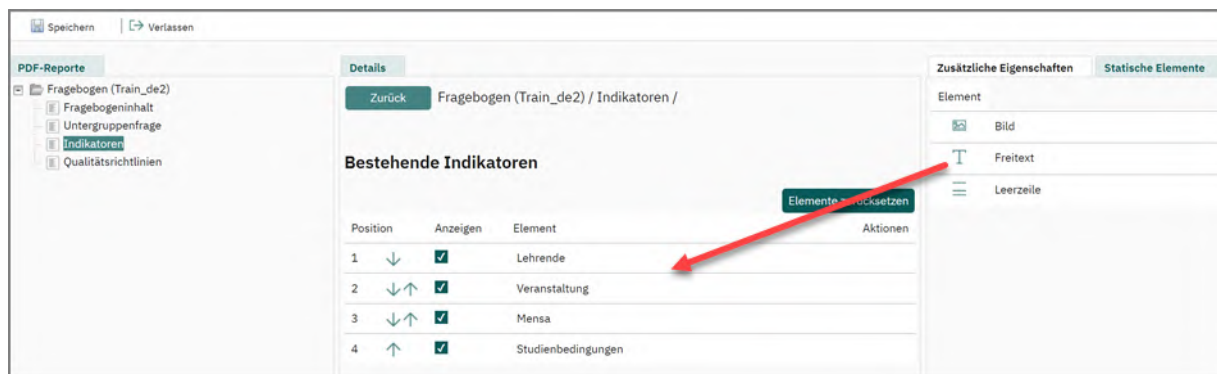 Speichern Verlassen
PDF-Reporte
Fragebogen (Train_de2)
Fragebogeninhalt
Untergruppenfrage
Indikatoren
Qualitätsrichtlinien
Details
Zurück Fragebogen (Train_de2) / Indikatoren /
Bestehende Indikatoren
Elemente zurücksetzen
Position Anzeigen Element Aktionen
1 Lehrende
2 Veranstaltung
3 Mensa
4 Studienbedingungen
Zusätzliche Eigenschaften Statische Elemente
Element
Bild
Freitext
Leerzeile